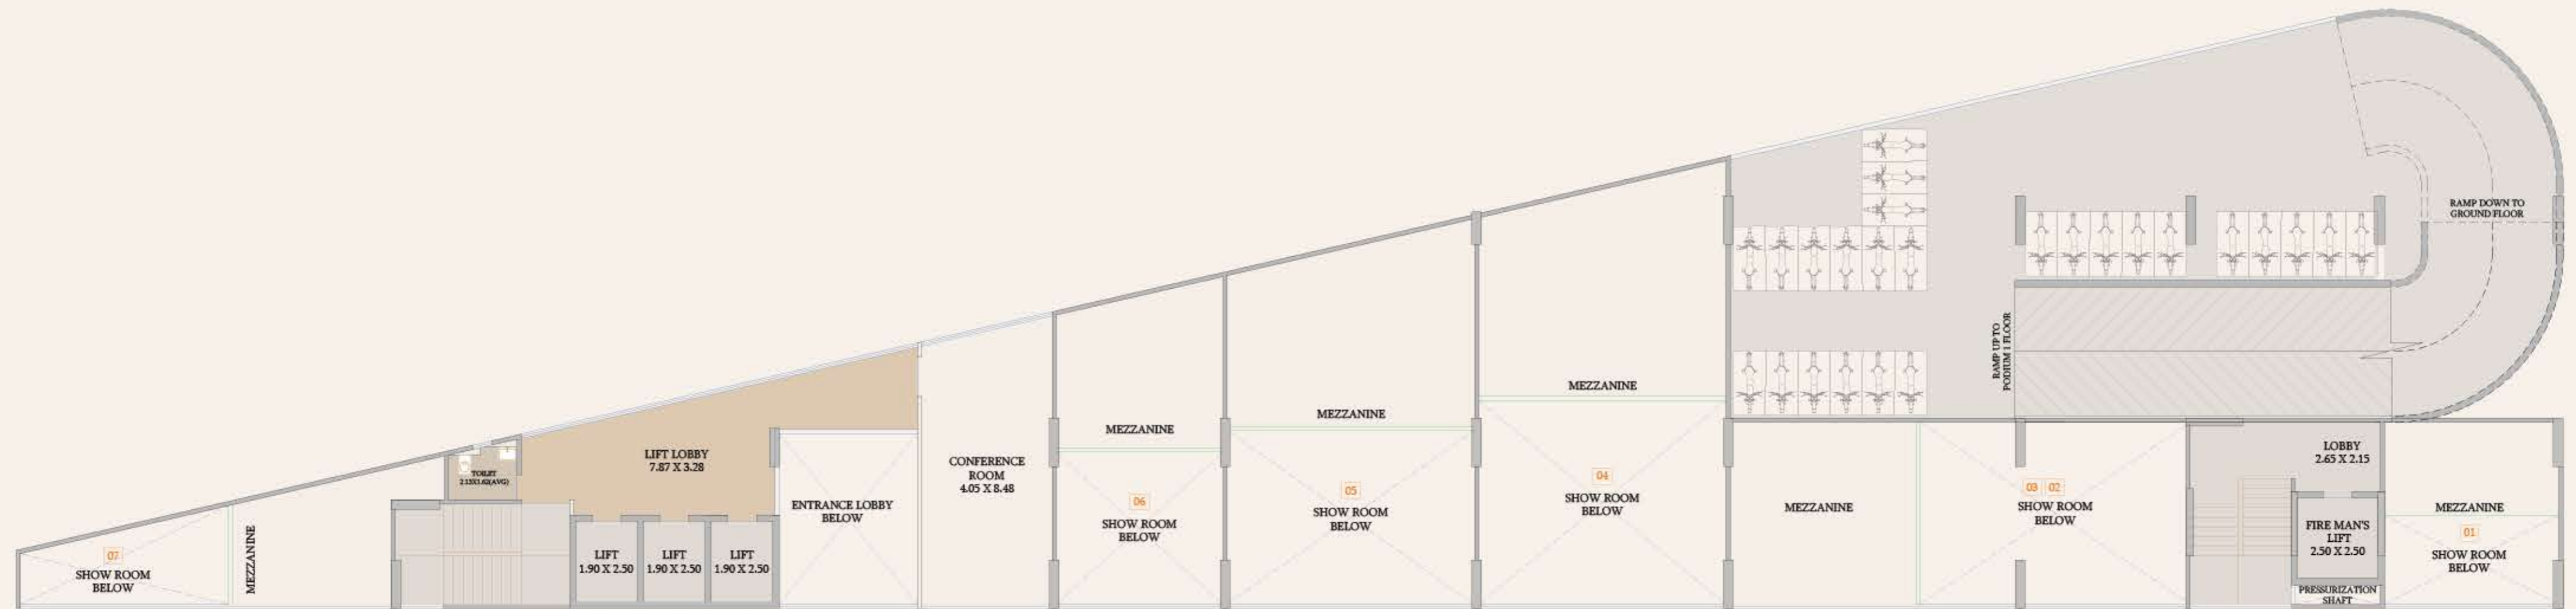 07
SHOW ROOM
BELOW
MEZZANINE
TOILET
2.13X1.62(AVG)
LIFT LOBBY
7.87 X 3.28
LIFT
1.90 X 2.50
LIFT
1.90 X 2.50
LIFT
1.90 X 2.50
ENTRANCE LOBBY
BELOW
CONFERENCE
ROOM
4.05 X 8.48
MEZZANINE
06
SHOW ROOM
BELOW
MEZZANINE
05
SHOW ROOM
BELOW
MEZZANINE
04
SHOW ROOM
BELOW
MEZZANINE
03 02
SHOW ROOM
BELOW
RAMP UP TO
PODIUM 1 FLOOR
RAMP DOWN TO
GROUND FLOOR
LOBBY
2.65 X 2.15
FIRE MAN'S
LIFT
2.50 X 2.50
PRESSURIZATION
SHAFT
MEZZANINE
01
SHOW ROOM
BELOW